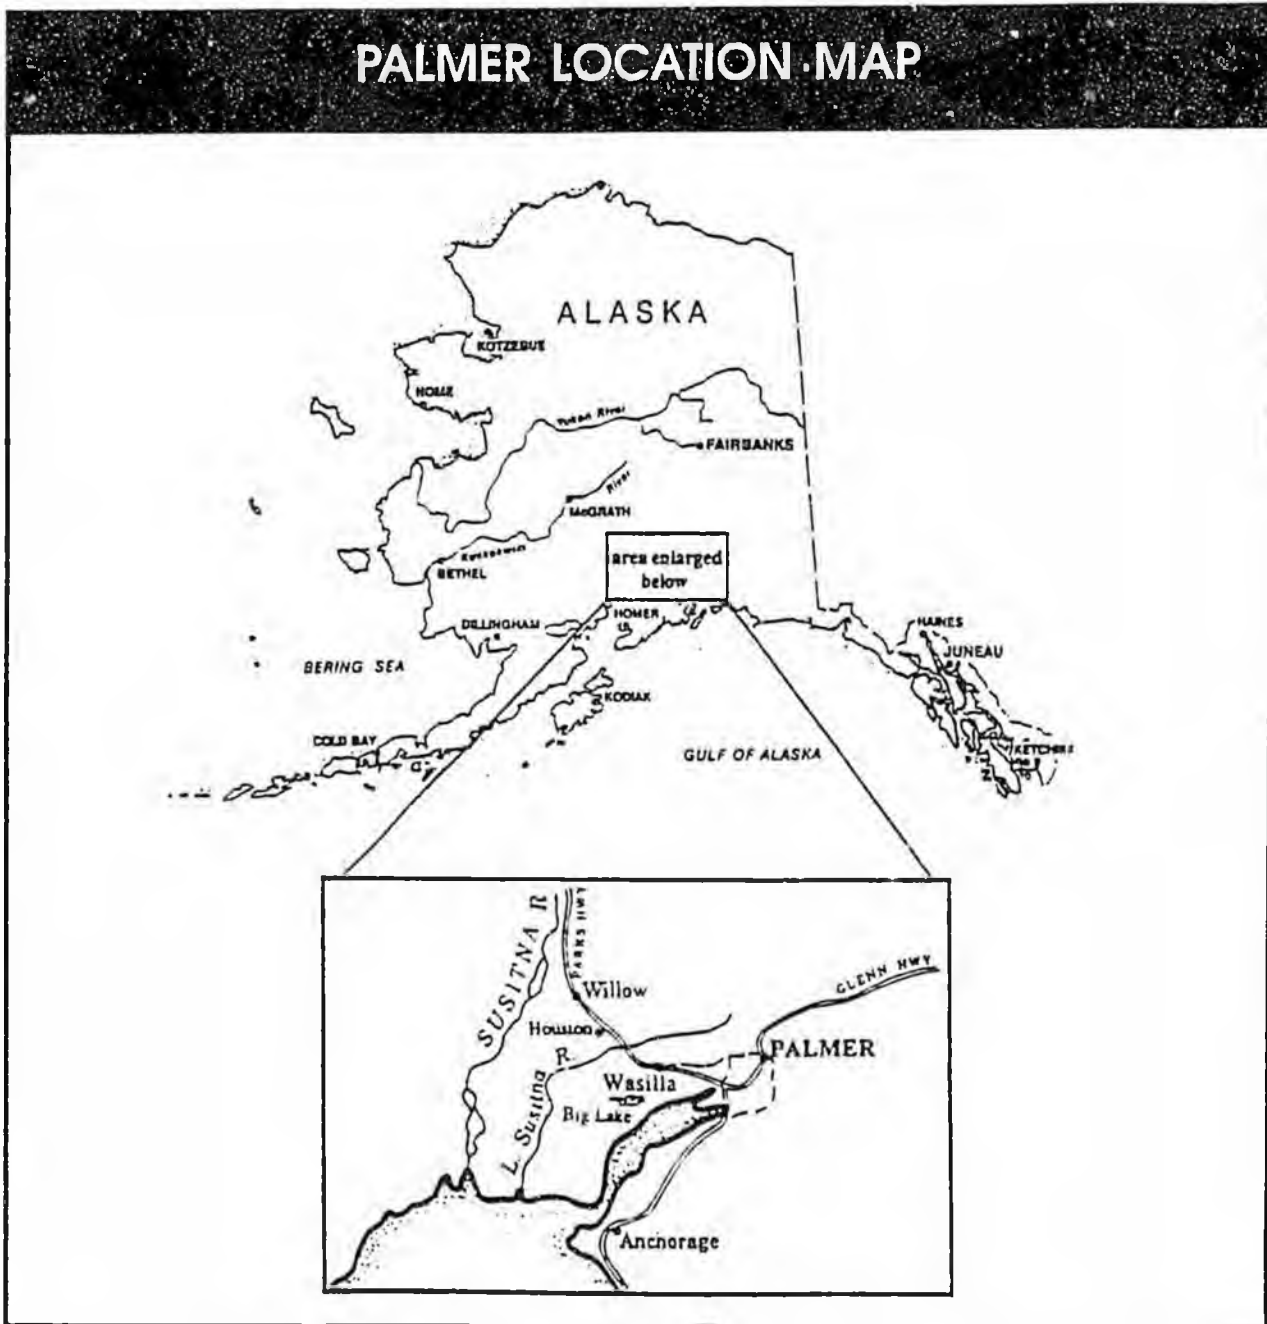 PALMER LOCATION MAP
ALASKA
KOTZEBUE
NOME
Yukon River
FAIRBANKS
River
McGRATH
BETHEL
area enlarged
below
DILLINGHAM
HOMER
HAINES
JUNEAU
BERING SEA
KODIAK
COLD BAY
GULF OF ALASKA
SUSITNA R
PARKS HWY
GLENN HWY
Willow
Houston
PALMER
L. Susitna R.
Wasilla
Big Lake
Anchorage